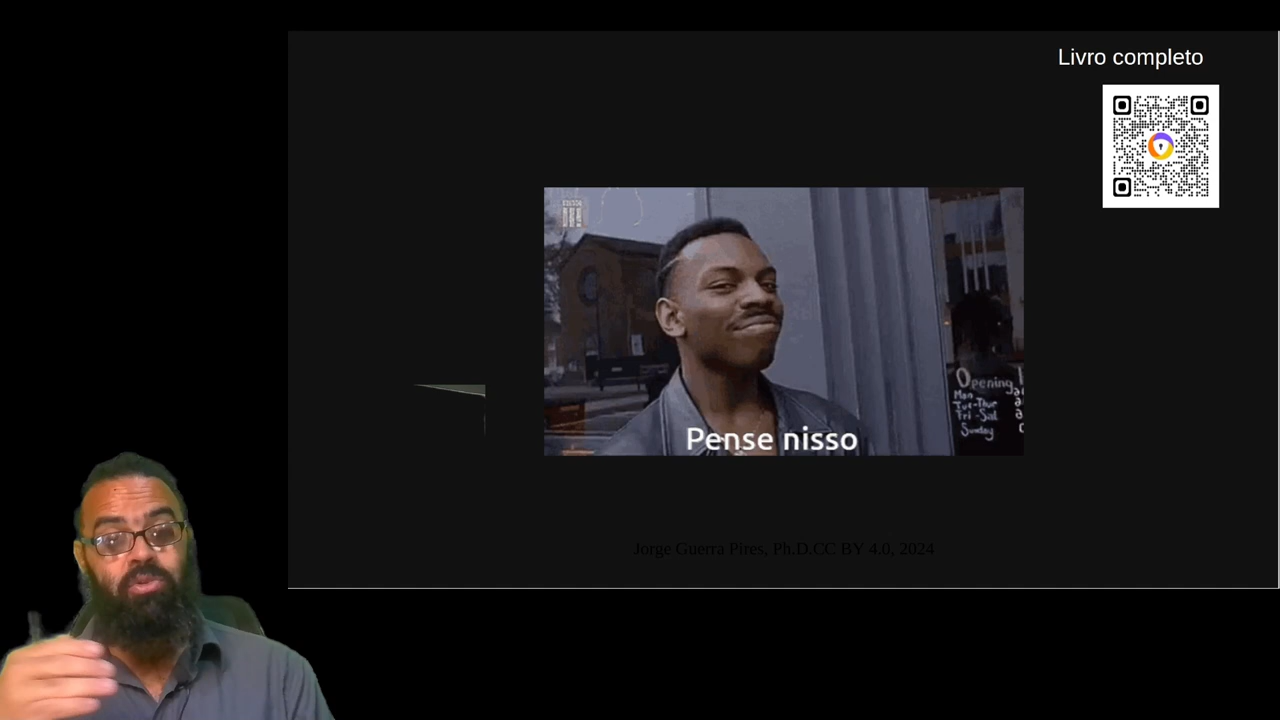 Livro completo
Opening
Mon
Tue-Thur
Fri-Sat
Sunday
Pense nisso
Jorge Guerra Pires, Ph.D.CC BY 4.0, 2024